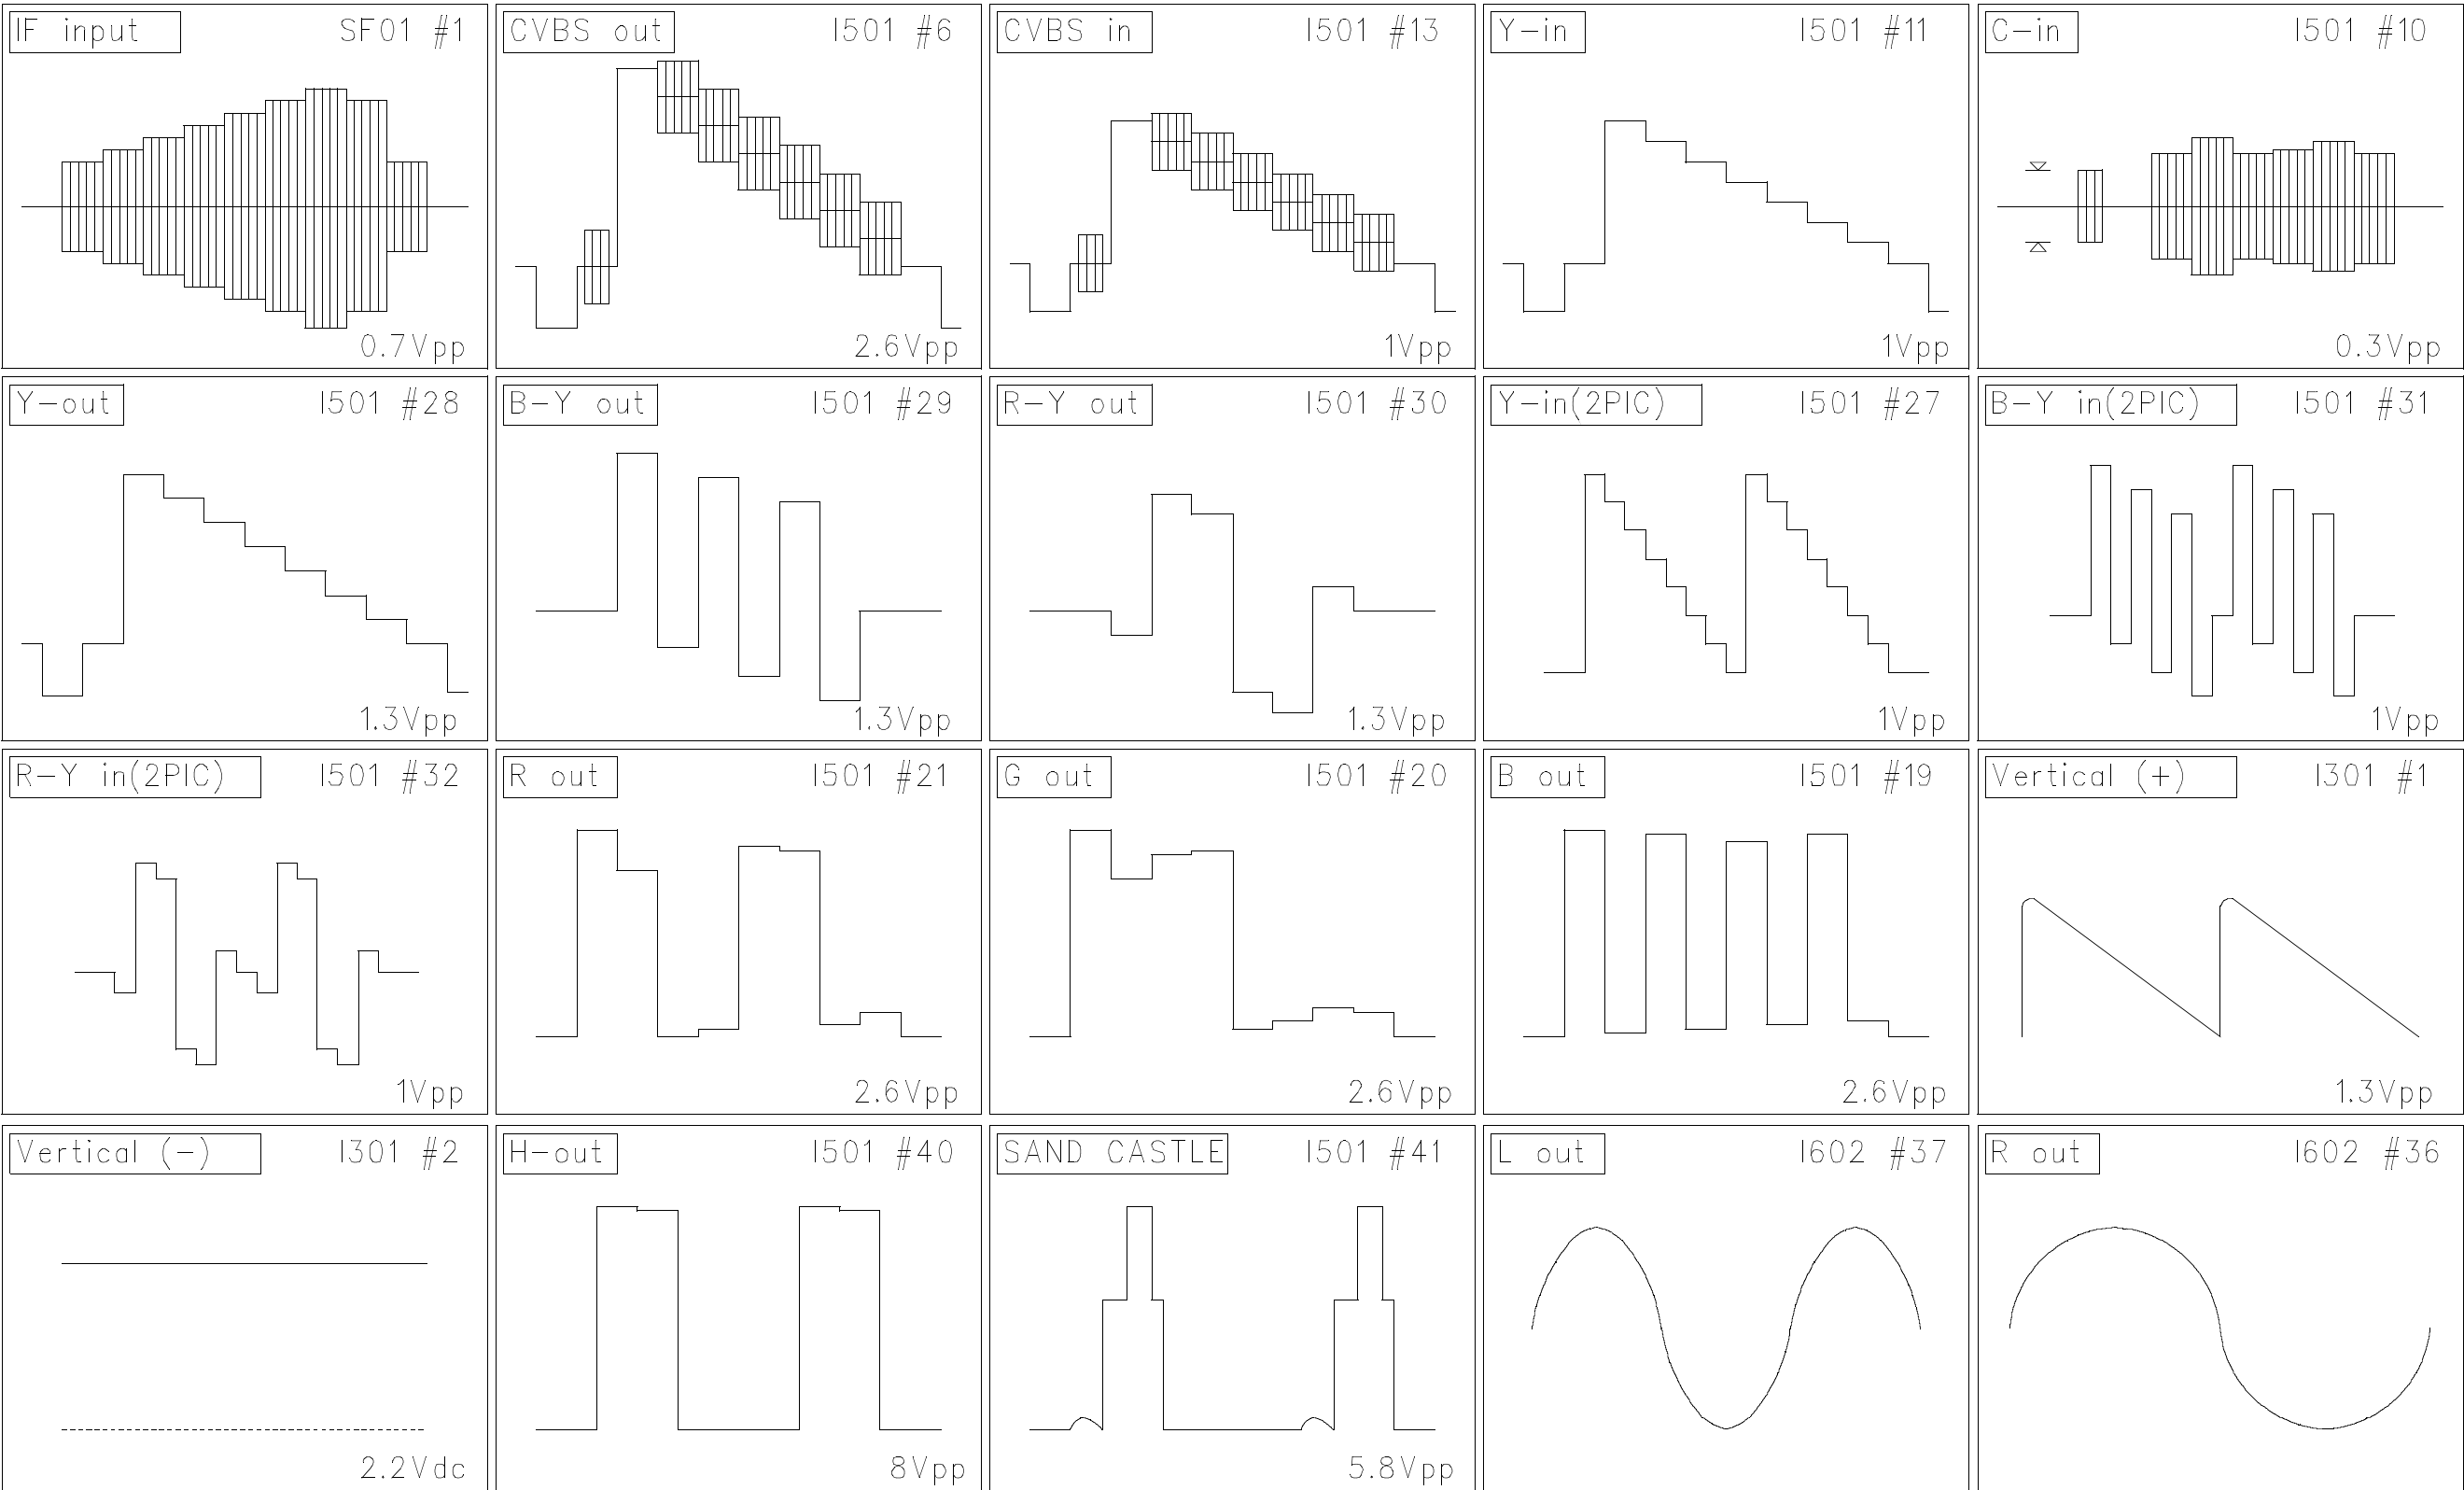 IF input SF01 #1
0.7Vpp
CVBS out I501 #6
2.6Vpp
CVBS in I501 #13
1Vpp
Y-in I501 #11
1Vpp
C-in I501 #10
0.3Vpp
Y-out I501 #28
1.3Vpp
B-Y out I501 #29
1.3Vpp
R-Y out I501 #30
1.3Vpp
Y-in(2PIC) I501 #27
1Vpp
B-Y in(2PIC) I501 #31
1Vpp
R-Y in(2PIC) I501 #32
1Vpp
R out I501 #21
2.6Vpp
G out I501 #20
2.6Vpp
B out I501 #19
2.6Vpp
Vertical (+) I301 #1
1.3Vpp
Vertical (-) I301 #2
2.2Vdc
H-out I501 #40
8Vpp
SAND CASTLE I501 #41
5.8Vpp
L out I602 #37
R out I602 #36